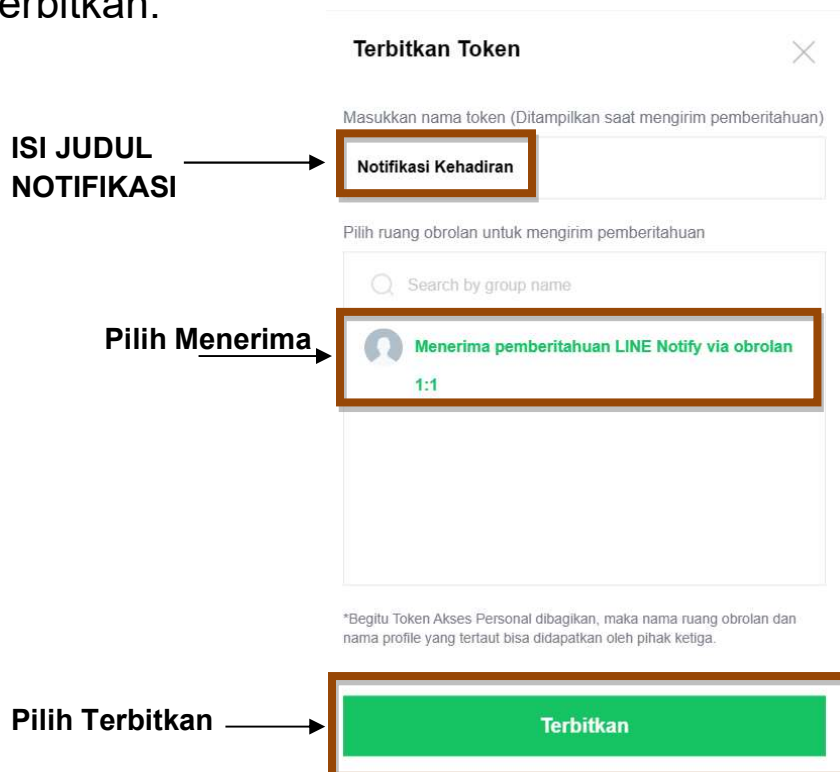 erbitkan.
Terbitkan Token
Masukkan nama token (Ditampilkan saat mengirim pemberitahuan)
ISI JUDUL
NOTIFIKASI
Notifikasi Kehadiran
Pilih ruang obrolan untuk mengirim pemberitahuan
Search by group name
Pilih Menerima
Menerima pemberitahuan LINE Notify via obrolan
1:1
*Begitu Token Akses Personal dibagikan, maka nama ruang obrolan dan
nama profile yang tertaut bisa didapatkan oleh pihak ketiga.
Pilih Terbitkan
Terbitkan